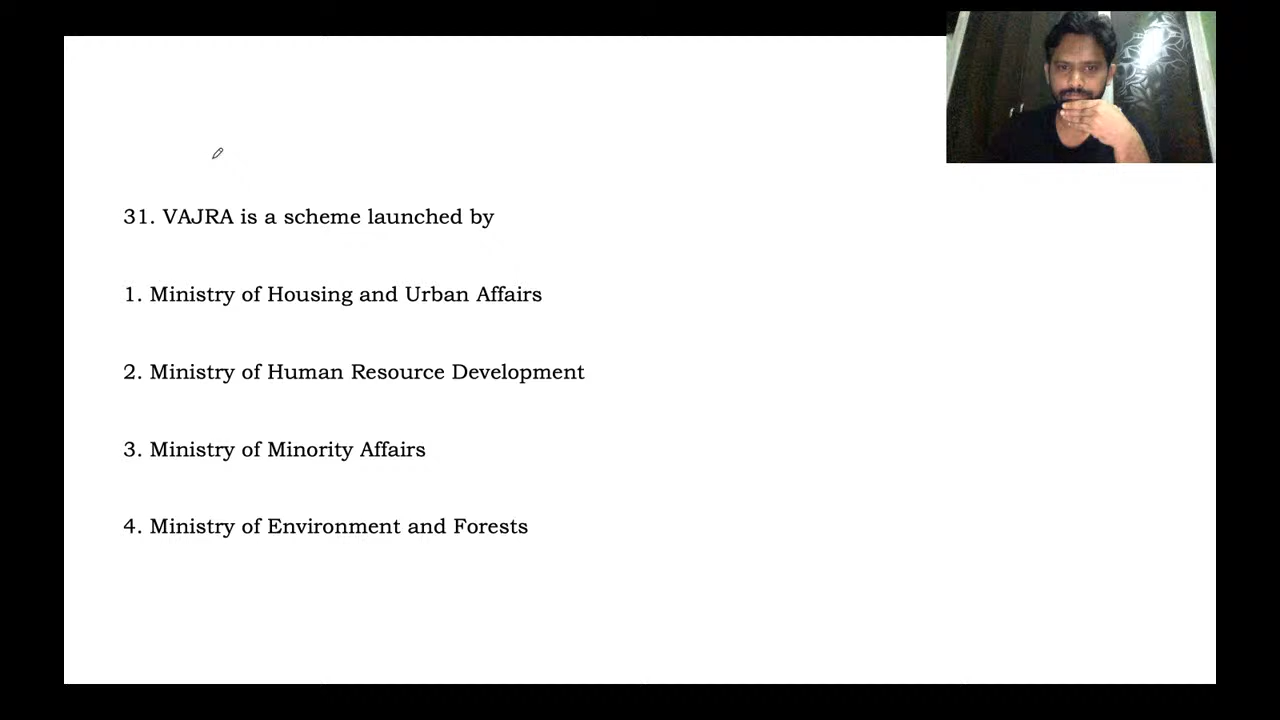 31. VAJRA is a scheme launched by
1. Ministry of Housing and Urban Affairs
2. Ministry of Human Resource Development
3. Ministry of Minority Affairs
4. Ministry of Environment and Forests